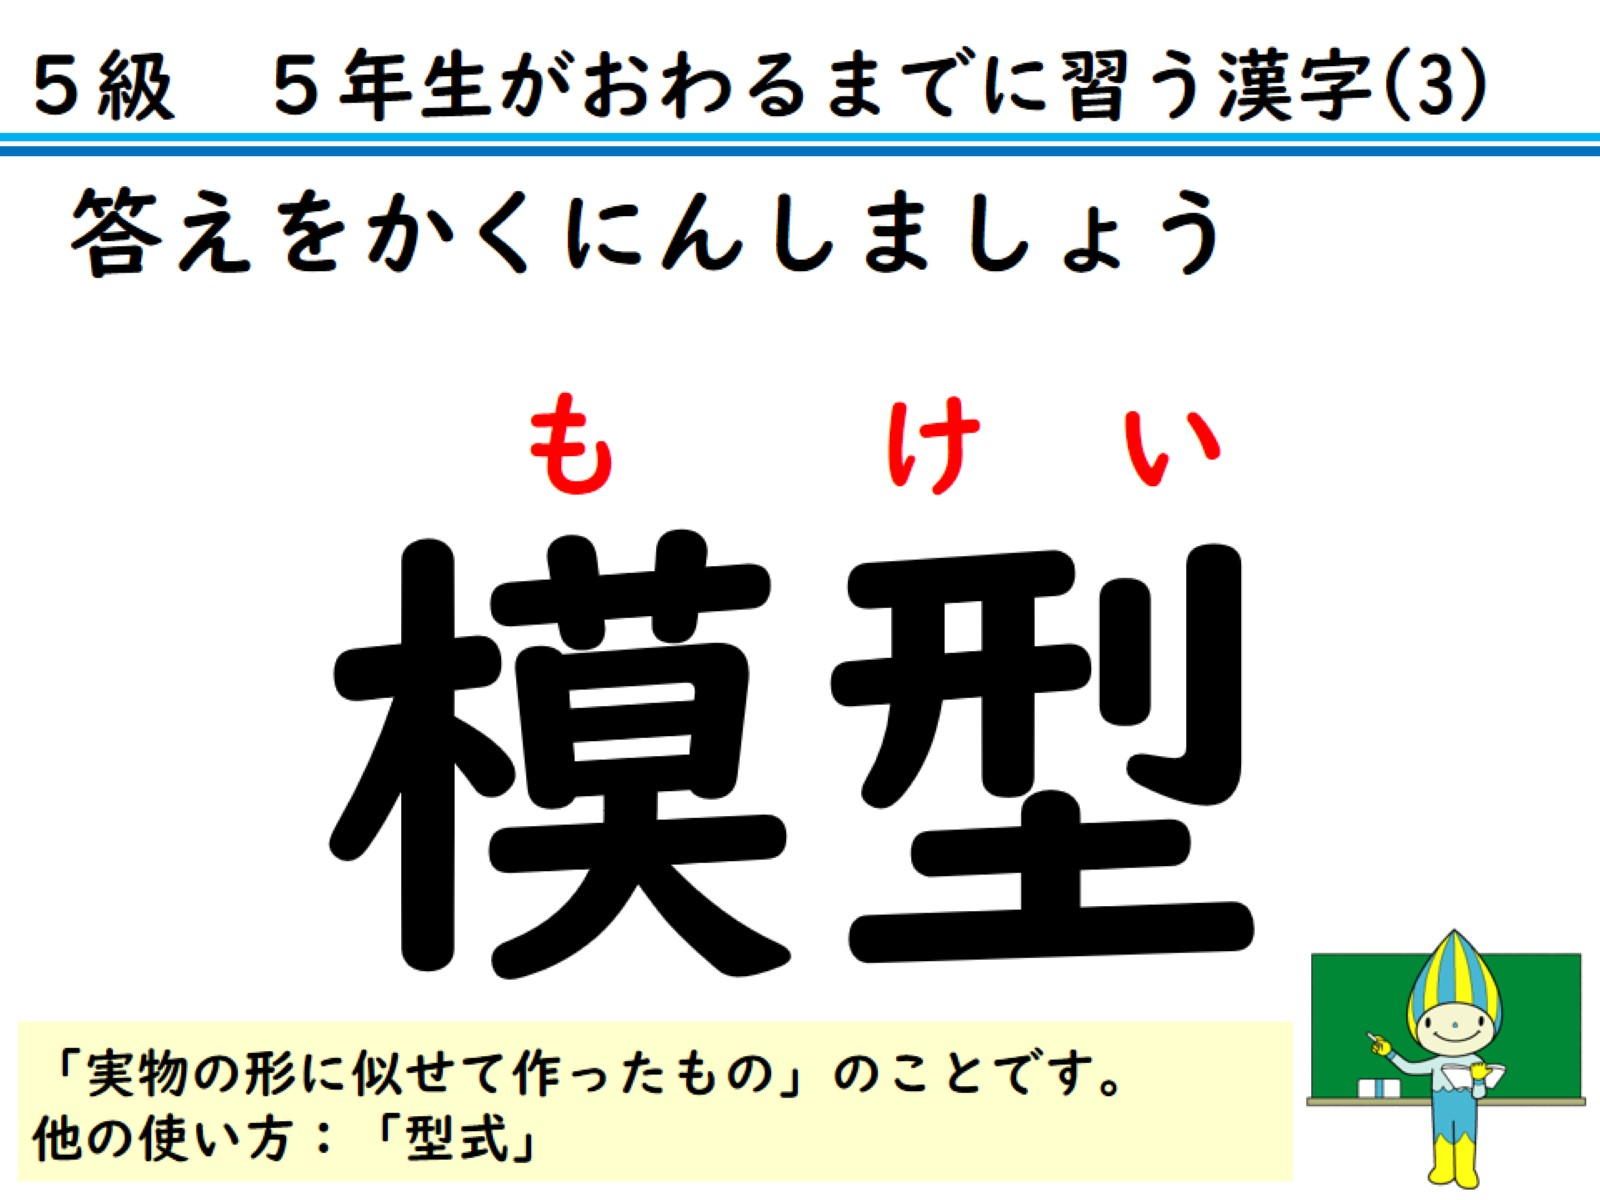 ５級　５年生がおわるまでに習う漢字(3)
答えをかくにんしましょう
も　けい
模型
「実物の形に似せて作ったもの」のことです。
他の使い方：「型式」